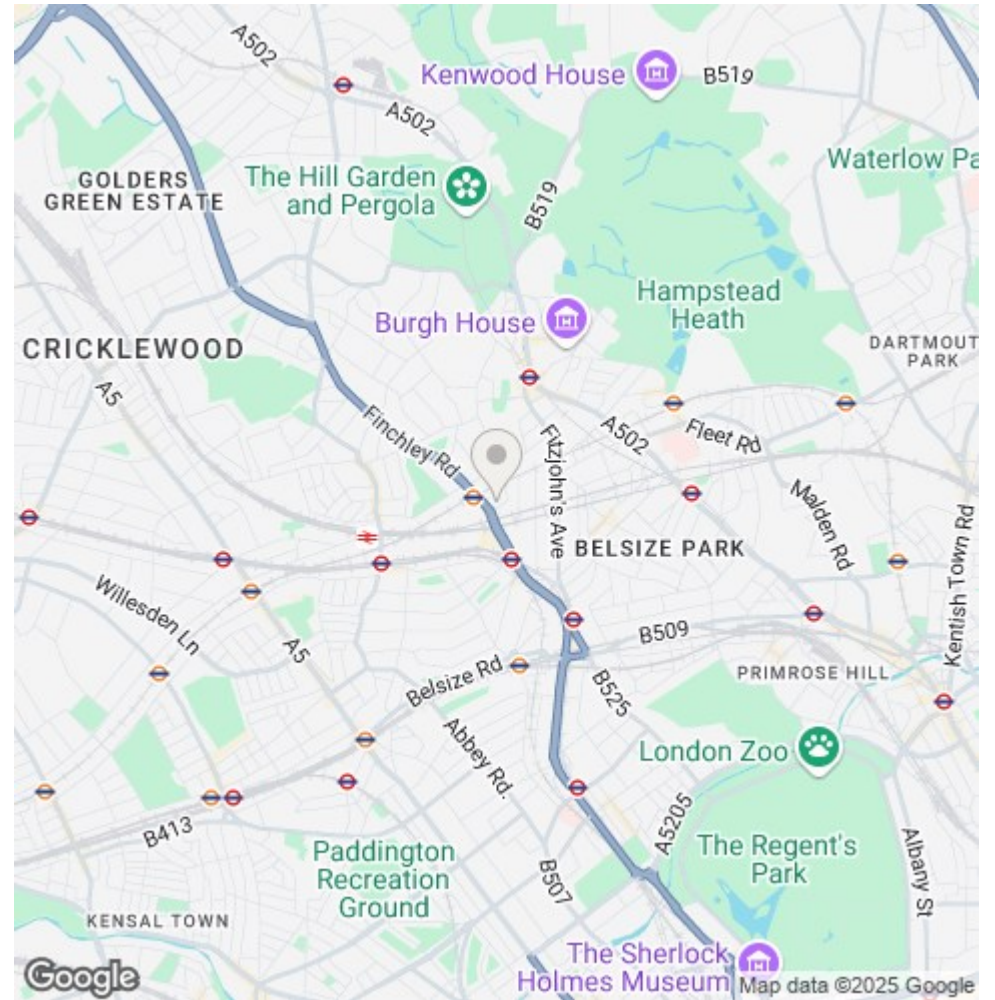 A502
Kenwood House
B519
A502
Waterlow Pa
GOLDERS
GREEN ESTATE
The Hill Garden
and Pergola
B519
Hampstead
Heath
Burgh House
CRICKLEWOOD
DARTMOUT
PARK
A5
Finchley Rd
Fitzjohn's Ave
A502
Fleet Rd
Malden Rd
BELSIZE PARK
Kentish Town Rd
Willesden Ln
A5
B509
Belsize Rd
B525
PRIMROSE HILL
Abbey Rd.
London Zoo
A5205
B413
Paddington
Recreation
Ground
B507
The Regent's
Park
Albany St
KENSAL TOWN
The Sherlock
Holmes Museum
Google
Map data ©2025 Google